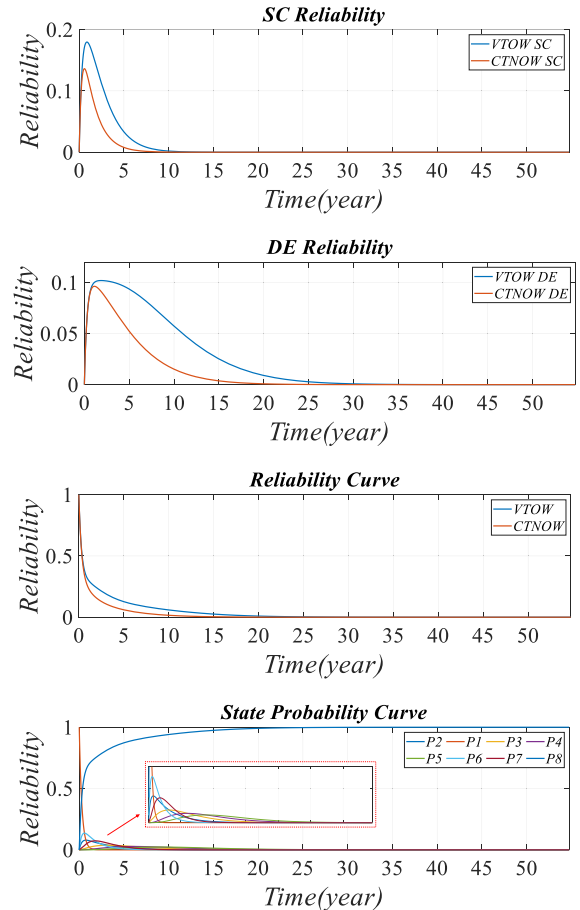 SC Reliability
Reliability
0.2
0.1
0
VTOW SC
CTNOW SC
0 5 10 15 20 25 30 35 40 45 50
Time(year)
DE Reliability
Reliability
0.1
0.05
0
VTOW DE
CTNOW DE
0 5 10 15 20 25 30 35 40 45 50
Time(year)
Reliability Curve
Reliability
1
0.5
0
VTOW
CTNOW
0 5 10 15 20 25 30 35 40 45 50
Time(year)
State Probability Curve
Reliability
1
0.5
0
P2 P1 P3 P4
P5 P6 P7 P8
0 5 10 15 20 25 30 35 40 45 50
Time(year)